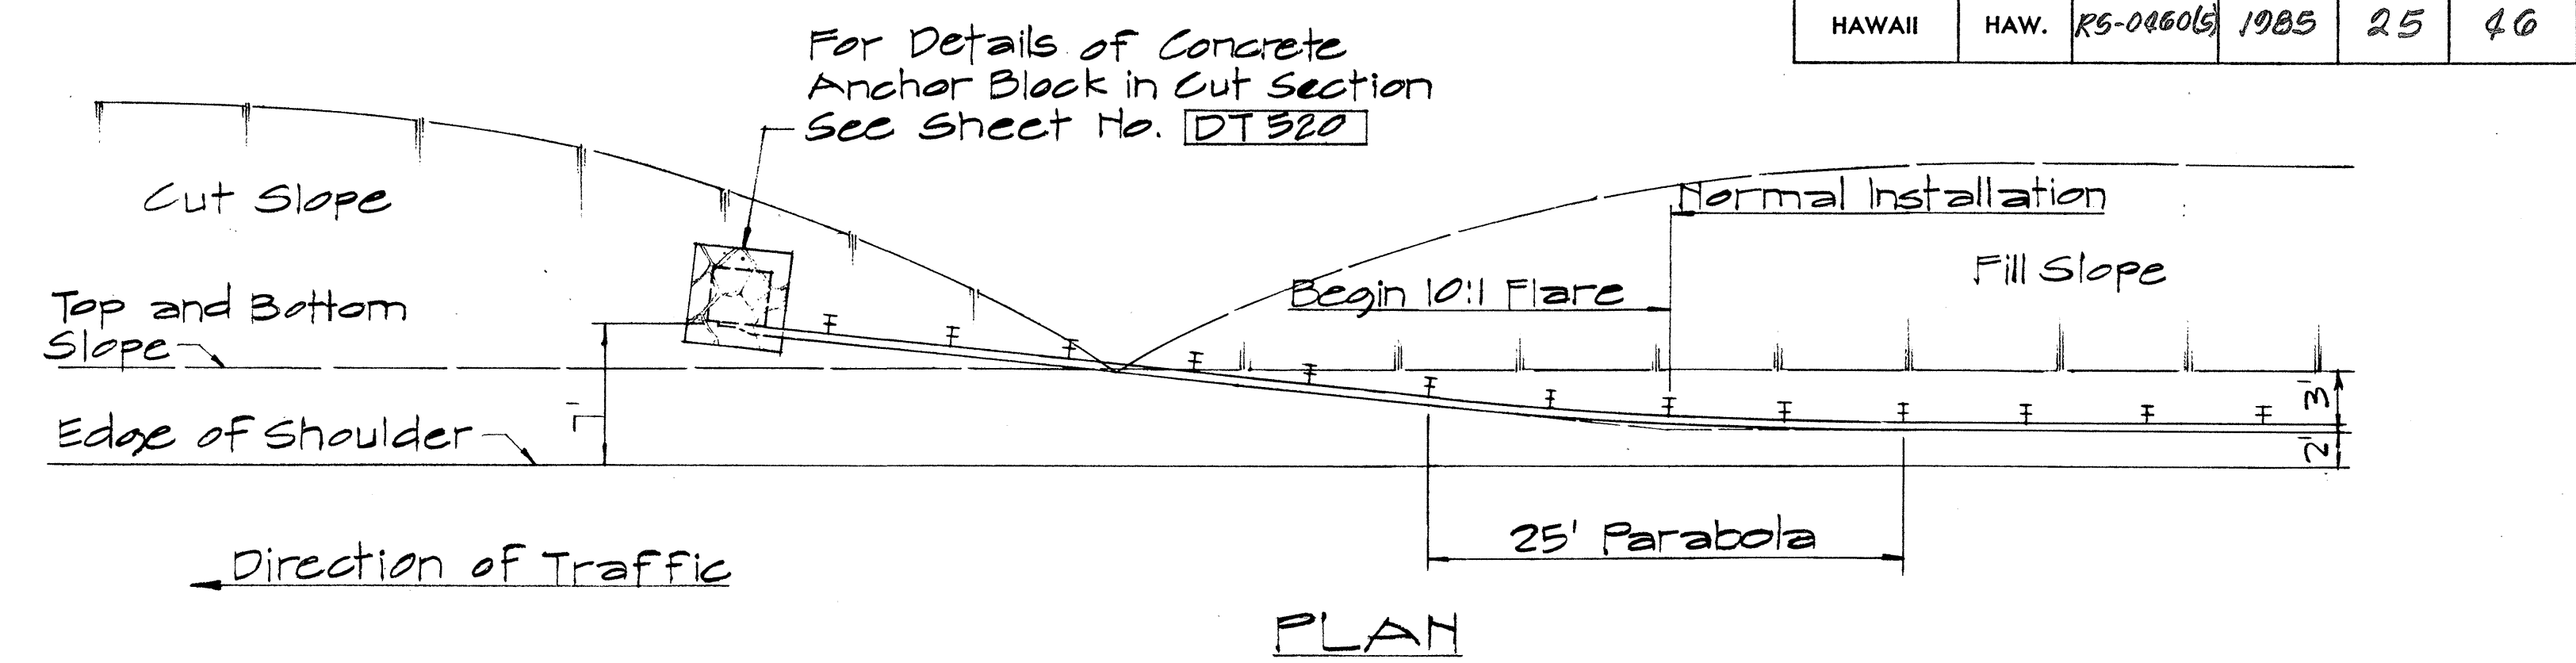 HAWAII HAW. RS-0460(5) 1985 25 46
For Details of Concrete
Anchor Block in Cut Section
See Sheet No. DT 520
Cut Slope
Normal Installation
Fill Slope
Begin 10:1 Flare
Top and Bottom
Slope
Edge of Shoulder
7'
3'
2'
25' Parabola
Direction of Traffic
PLAN